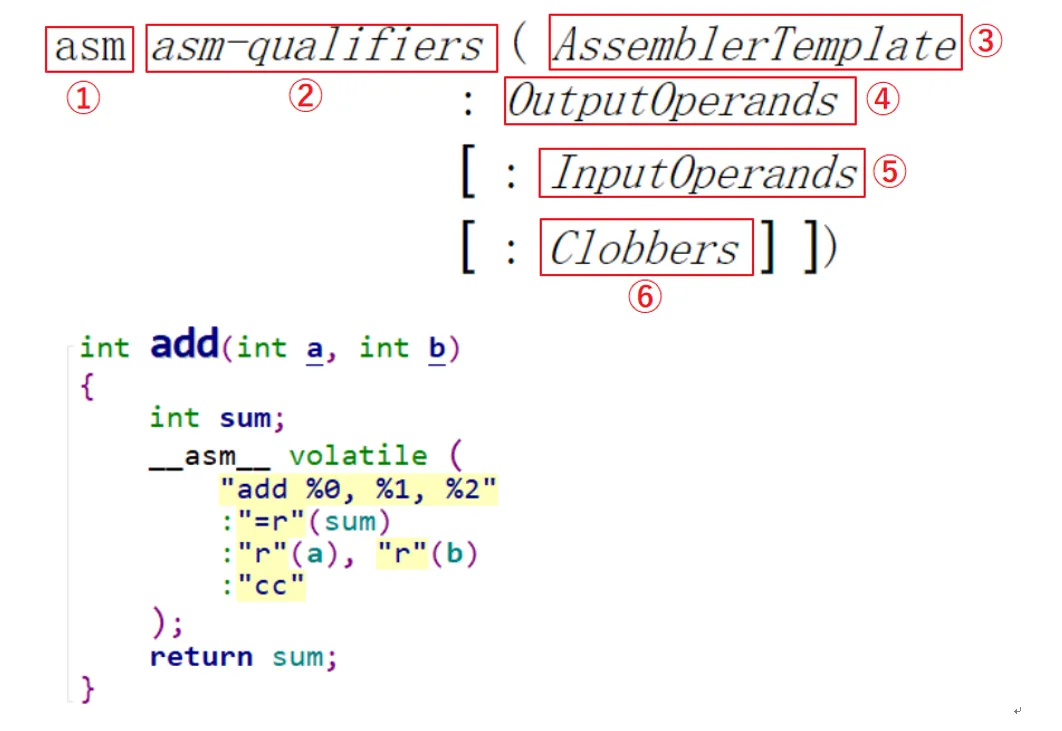 asm asm-qualifiers ( AssemblerTemplate ③
① ② : OutputOperands ④
[ : InputOperands ⑤
[ : Clobbers ] ])
⑥
int add(int a, int b)
{
int sum;
__asm__ volatile (
"add %0, %1, %2"
:"=r"(sum)
:"r"(a), "r"(b)
:"cc"
);
return sum;
}